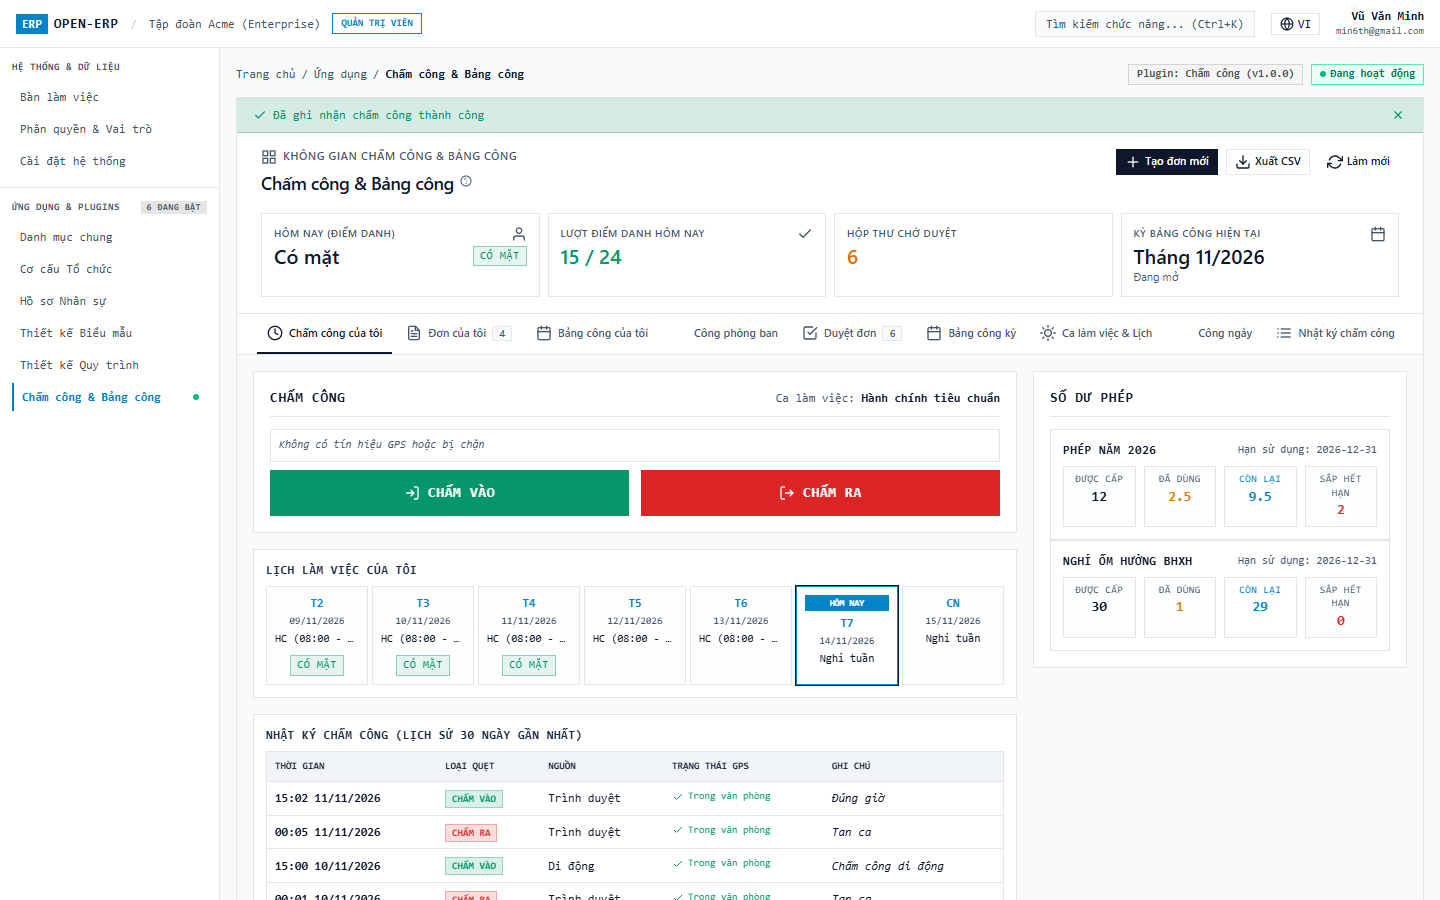 ERP OPEN-ERP / Tập đoàn Acme (Enterprise) QUẢN TRỊ VIÊN
Tìm kiếm chức năng... (Ctrl+K)
VI
Vũ Văn Minh
min6th@gmail.com
HỆ THỐNG & DỮ LIỆU
Bàn làm việc
Phân quyền & Vai trò
Cài đặt hệ thống
ỨNG DỤNG & PLUGINS 6 ĐANG BẬT
Danh mục chung
Cơ cấu Tổ chức
Hồ sơ Nhân sự
Thiết kế Biểu mẫu
Thiết kế Quy trình
Chấm công & Bảng công
Trang chủ / Ứng dụng / Chấm công & Bảng công
Plugin: Chấm công (v1.0.0)
Đang hoạt động
Đã ghi nhận chấm công thành công
KHÔNG GIAN CHẤM CÔNG & BẢNG CÔNG
Chấm công & Bảng công
Tạo đơn mới
Xuất CSV
Làm mới
HÔM NAY (ĐIỂM DANH)
Có mặt
CÓ MẶT
LƯỢT ĐIỂM DANH HÔM NAY
15 / 24
HỘP THƯ CHỜ DUYỆT
6
KỲ BẢNG CÔNG HIỆN TẠI
Tháng 11/2026
Đang mở
Chấm công của tôi
Đơn của tôi 4
Bảng công của tôi
Công phòng ban
Duyệt đơn 6
Bảng công kỳ
Ca làm việc & Lịch
Công ngày
Nhật ký chấm công
CHẤM CÔNG
Ca làm việc: Hành chính tiêu chuẩn
Không có tín hiệu GPS hoặc bị chặn
CHẤM VÀO
CHẤM RA
LỊCH LÀM VIỆC CỦA TÔI
T2
09/11/2026
HC (08:00 - …
CÓ MẶT
T3
10/11/2026
HC (08:00 - …
CÓ MẶT
T4
11/11/2026
HC (08:00 - …
CÓ MẶT
T5
12/11/2026
HC (08:00 - …
T6
13/11/2026
HC (08:00 - …
HÔM NAY
T7
14/11/2026
Nghỉ tuần
CN
15/11/2026
Nghỉ tuần
NHẬT KÝ CHẤM CÔNG (LỊCH SỬ 30 NGÀY GẦN NHẤT)
THỜI GIAN LOẠI QUẸT NGUỒN TRẠNG THÁI GPS GHI CHÚ
15:02 11/11/2026 CHẤM VÀO Trình duyệt Trong văn phòng Đúng giờ
00:05 11/11/2026 CHẤM RA Trình duyệt Trong văn phòng Tan ca
15:00 10/11/2026 CHẤM VÀO Di động Trong văn phòng Chấm công di động
00:01 10/11/2026 CHẤM RA Trình duyệt Trong văn phòng Tan ca
SỐ DƯ PHÉP
PHÉP NĂM 2026
Hạn sử dụng: 2026-12-31
ĐƯỢC CẤP
12
ĐÃ DÙNG
2.5
CÒN LẠI
9.5
SẮP HẾT
HẠN
2
NGHỈ ỐM HƯỞNG BHXH
Hạn sử dụng: 2026-12-31
ĐƯỢC CẤP
30
ĐÃ DÙNG
1
CÒN LẠI
29
SẮP HẾT
HẠN
0